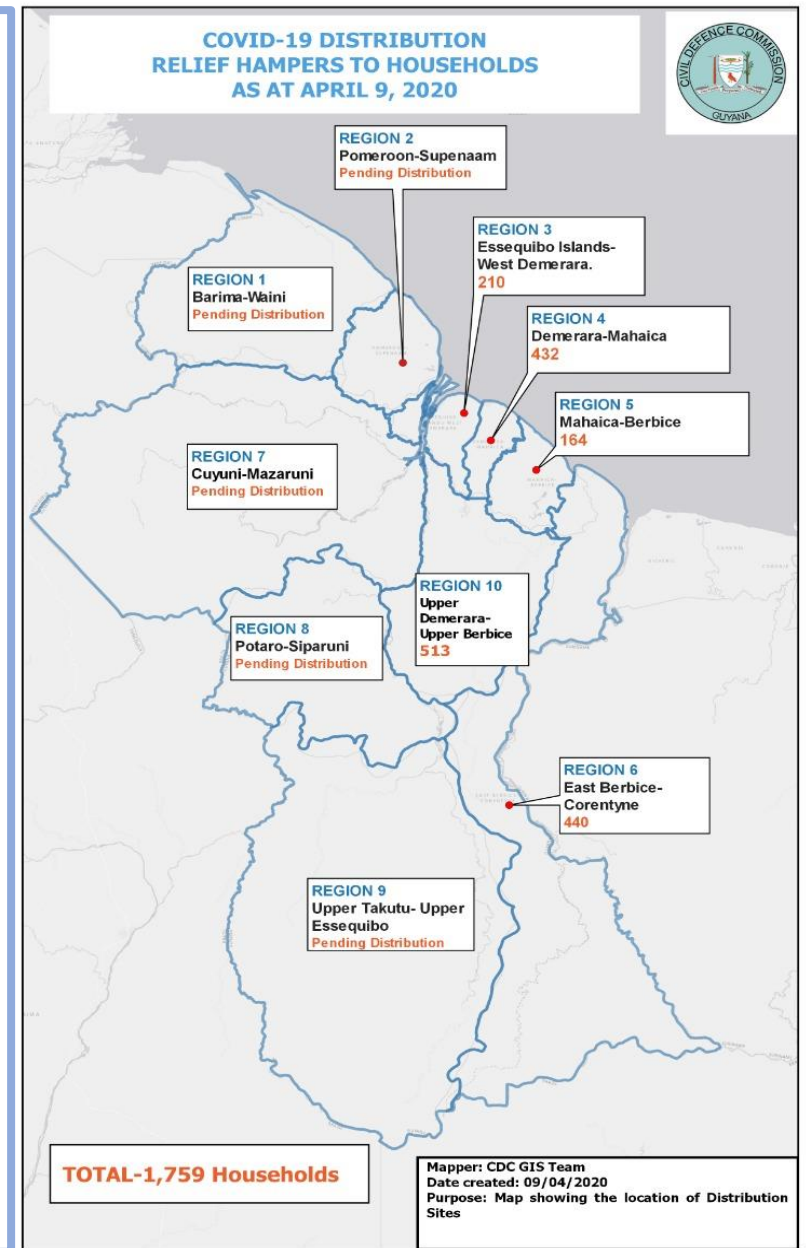 COVID-19 DISTRIBUTION
RELIEF HAMPERS TO HOUSEHOLDS
AS AT APRIL 9, 2020
CIVIL DEFENCE COMMISSION
GUYANA
REGION 2
Pomeroon-Supenaam
Pending Distribution
REGION 3
Essequibo Islands-
West Demerara.
210
REGION 1
Barima-Waini
Pending Distribution
REGION 4
Demerara-Mahaica
432
REGION 5
Mahaica-Berbice
164
REGION 7
Cuyuni-Mazaruni
Pending Distribution
REGION 10
Upper
Demerara-
Upper Berbice
513
REGION 8
Potaro-Siparuni
Pending Distribution
REGION 6
East Berbice-
Corentyne
440
REGION 9
Upper Takutu- Upper
Essequibo
Pending Distribution
TOTAL-1,759 Households
Mapper: CDC GIS Team
Date created: 09/04/2020
Purpose: Map showing the location of Distribution
Sites